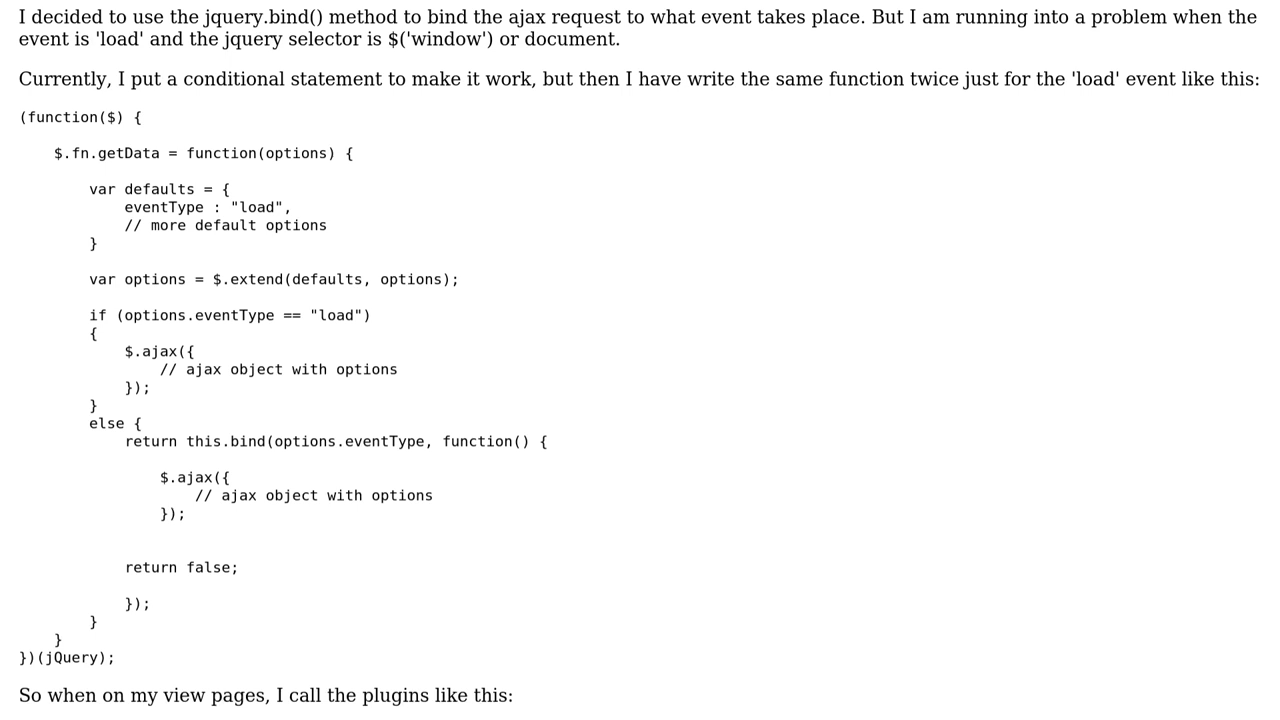 I decided to use the jquery.bind() method to bind the ajax request to what event takes place. But I am running into a problem when the
event is 'load' and the jquery selector is $('window') or document.
Currently, I put a conditional statement to make it work, but then I have write the same function twice just for the 'load' event like this:
(function($) {
    $.fn.getData = function(options) {
        var defaults = {
            eventType : "load",
            // more default options
        }
        var options = $.extend(defaults, options);
        if (options.eventType == "load")
        {
            $.ajax({
                // ajax object with options
            });
        }
        else {
            return this.bind(options.eventType, function() {
                $.ajax({
                    // ajax object with options
                });
            return false;
            });
        }
    }
})(jQuery);
So when on my view pages, I call the plugins like this: